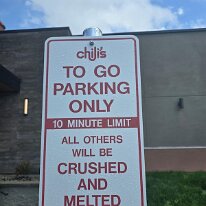 chili's
TO GO
PARKING
ONLY
10 MINUTE LIMIT
ALL OTHERS
WILL BE
CRUSHED
AND
MELTED